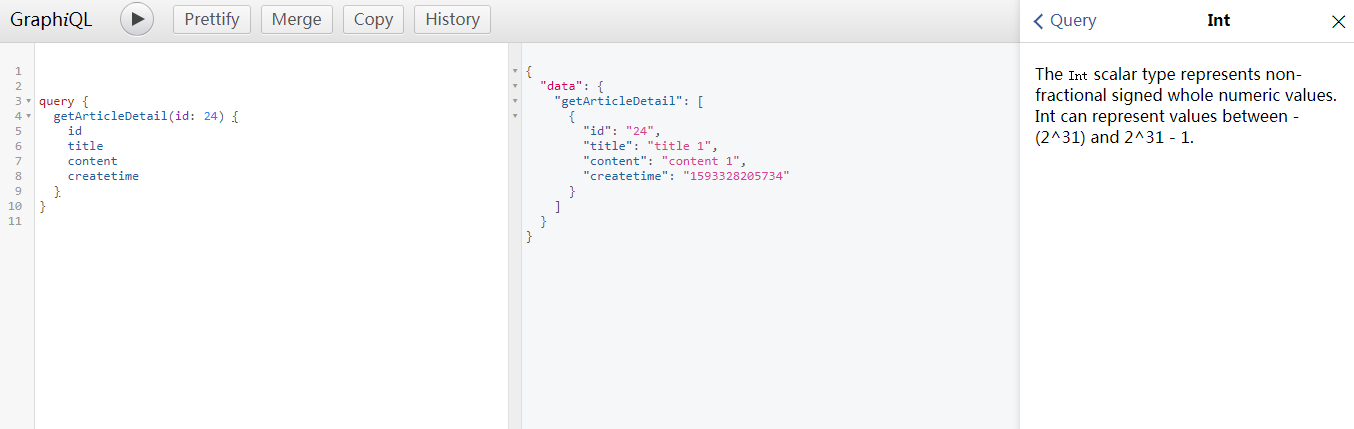 GraphiQL
Prettify
Merge
Copy
History
Query
Int
1
2
3 query {
4 getArticleDetail(id: 24) {
5 id
6 title
7 content
8 createtime
9 }
10 }
11
{
"data": {
"getArticleDetail": [
{
"id": "24",
"title": "title 1",
"content": "content 1",
"createtime": "1593328205734"
}
]
}
}
The Int scalar type represents non-
fractional signed whole numeric values.
Int can represent values between -
(2^31) and 2^31 - 1.